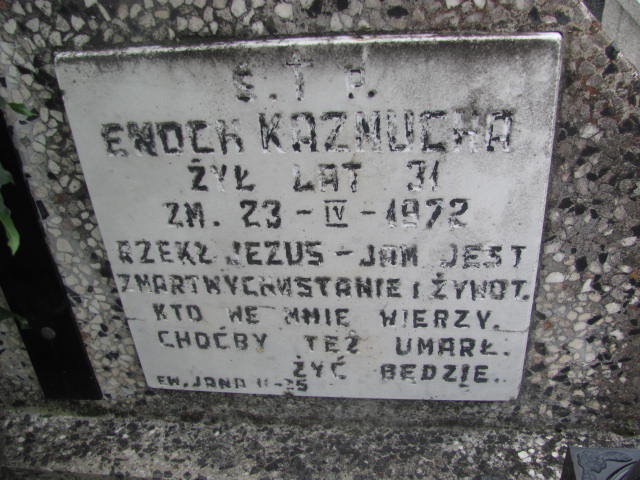 Ś. † P.
ENOCH KAZNUCHA
ŻYŁ LAT 31
ZM. 23-IV-1972
RZEKŁ JEZUS - JAM JEST
ZMARTWYCHWSTANIE I ŻYWOT.
KTO WE MNIE WIERZY.
CHOĆBY TEŻ UMARŁ.
ŻYĆ BĘDZIE.
EW. JANA 11-25